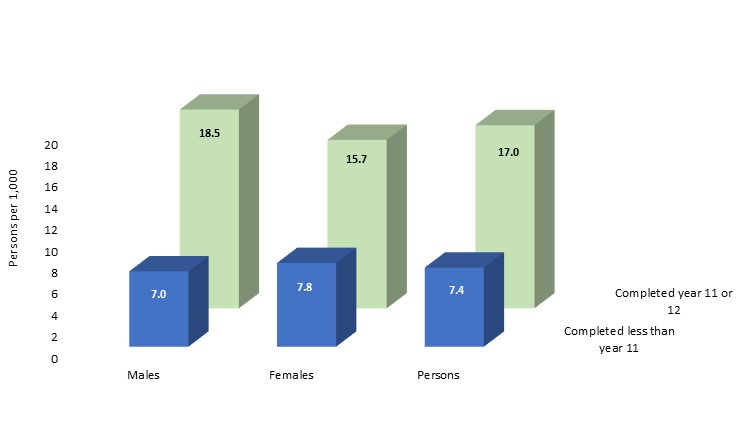 18.5
15.7
17.0
7.0
7.8
7.4
Persons per 1,000
20
18
16
14
12
10
8
6
4
2
0
Males
Females
Persons
Completed year 11 or
12
Completed less than
year 11